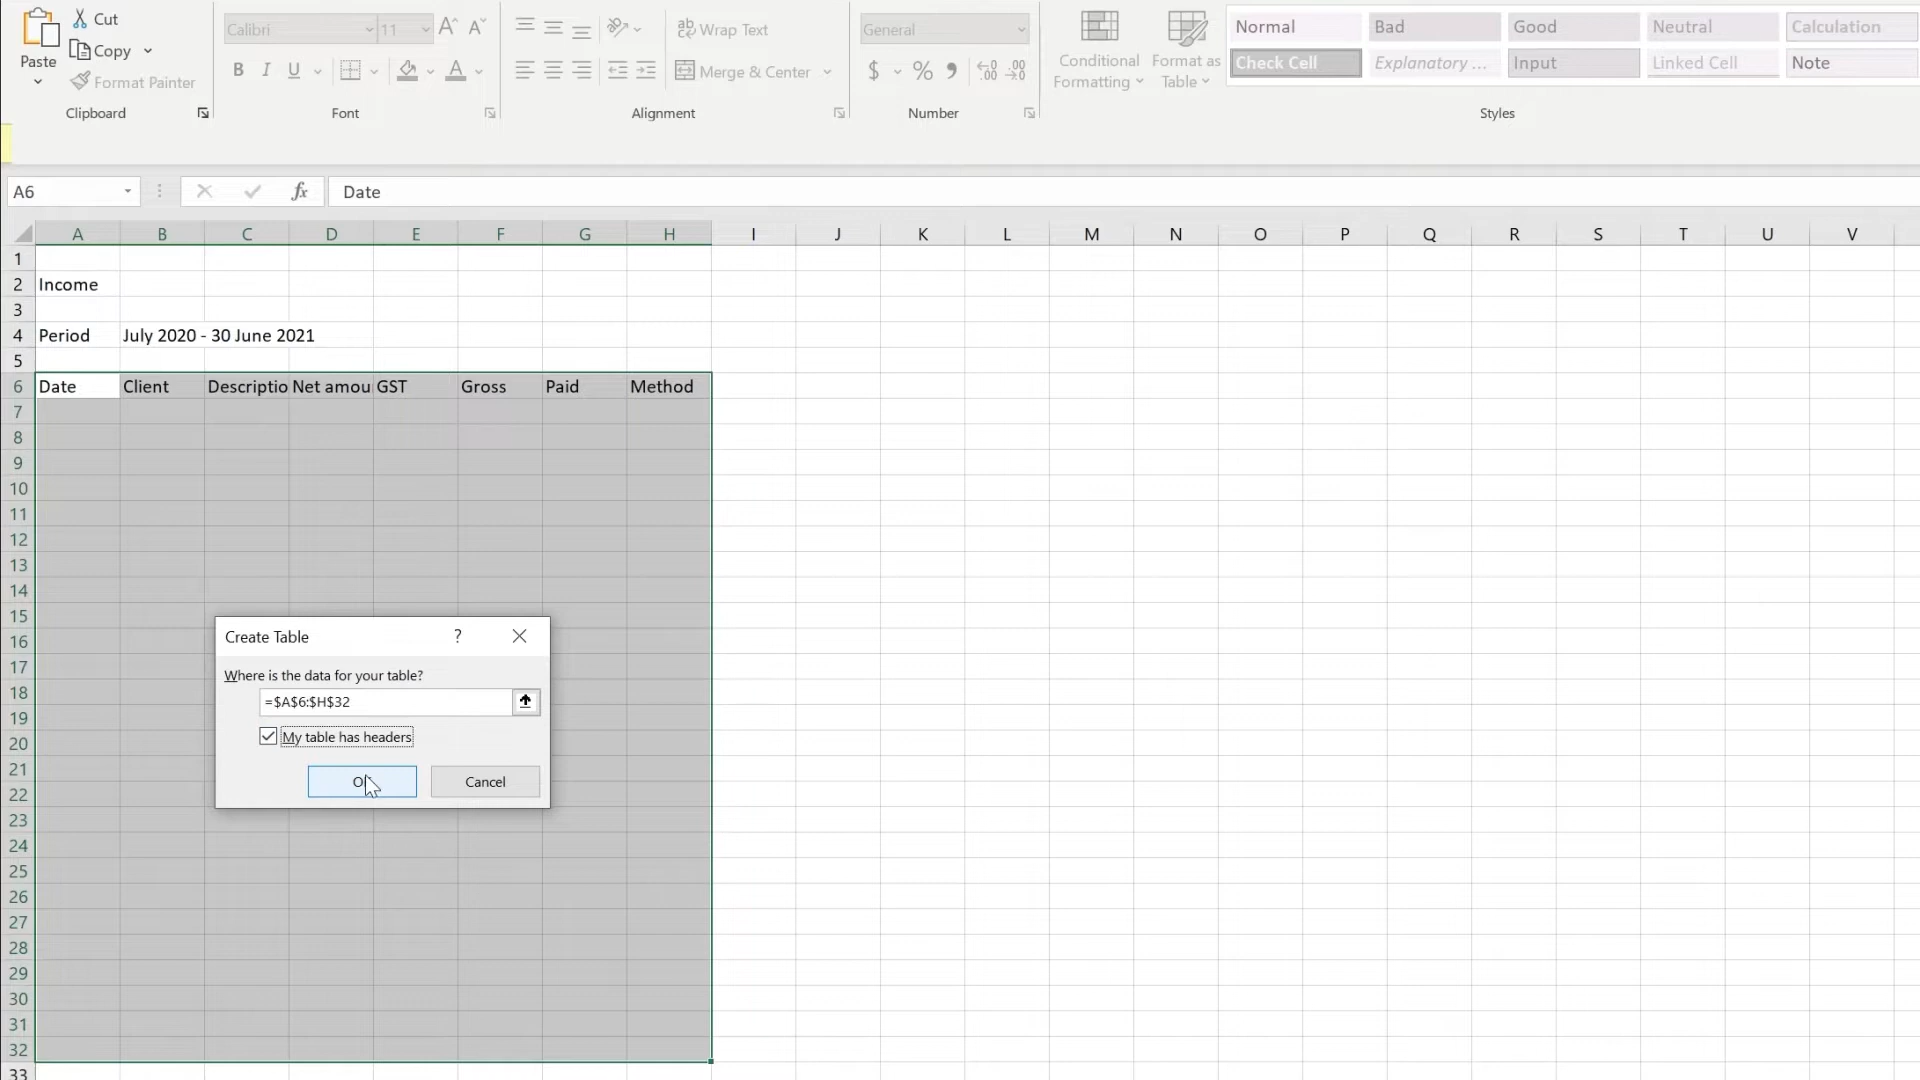 Cut
Copy
Paste
Format Painter
Clipboard
Calibri 11
B I U A
Font
Wrap Text
Merge & Center
Alignment
General
$ % 9
Number
Conditional Formatting
Format as Table
Normal Bad Good Neutral Calculation
Check Cell Explanatory ... Input Linked Cell Note
Styles
A6 fx Date
A B C D E F G H I J K L M N O P Q R S T U V
1
2 Income
3
4 Period July 2020 - 30 June 2021
5
6 Date Client Descriptio Net amou GST Gross Paid Method
7
8
9
10
11
12
13
14
15
Create Table ?
16
Where is the data for your table?
17
=$A$6:$H$32
18
My table has headers
19
20
O Cancel
21
22
23
24
25
26
27
28
29
30
31
32
33